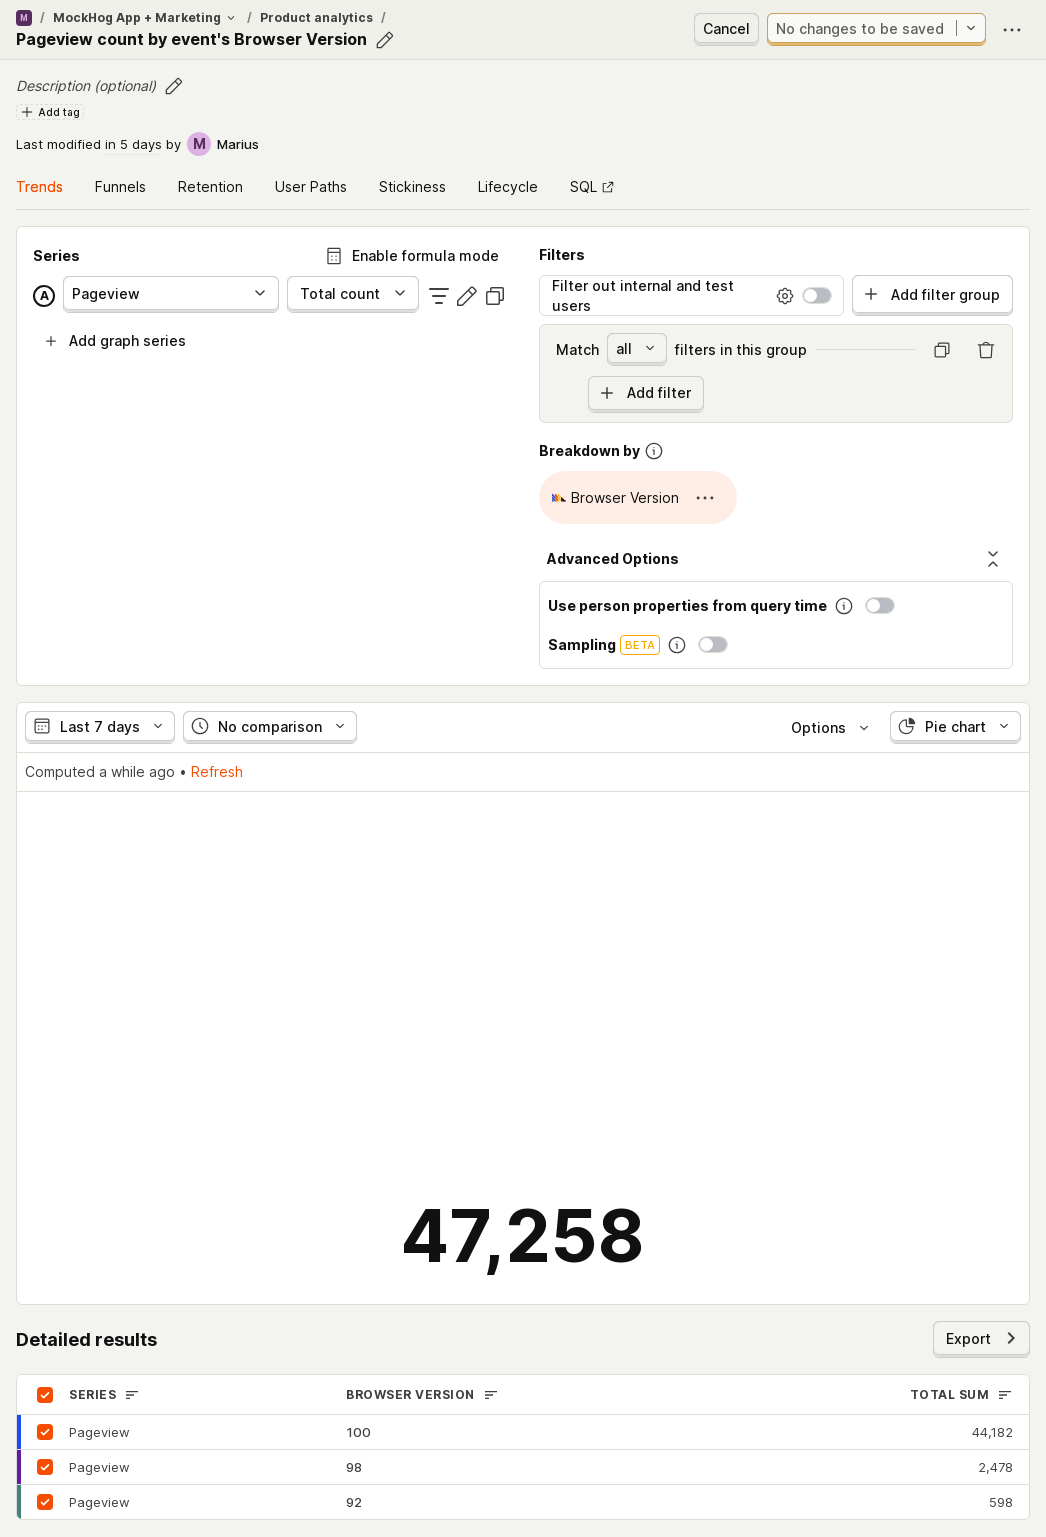 M / MockHog App + Marketing / Product analytics /
Pageview count by event's Browser Version
Cancel
No changes to be saved
Description (optional)
Add tag
Last modified in 5 days by M Marius
Trends Funnels Retention User Paths Stickiness Lifecycle SQL
Series
Enable formula mode
A Pageview Total count
Add graph series
Filters
Filter out internal and test
users
Add filter group
Match all filters in this group
Add filter
Breakdown by
Browser Version
Advanced Options
Use person properties from query time
Sampling BETA
Last 7 days No comparison Options Pie chart
Computed a while ago • Refresh
47,258
Detailed results
Export
SERIES BROWSER VERSION TOTAL SUM
Pageview 100 44,182
Pageview 98 2,478
Pageview 92 598